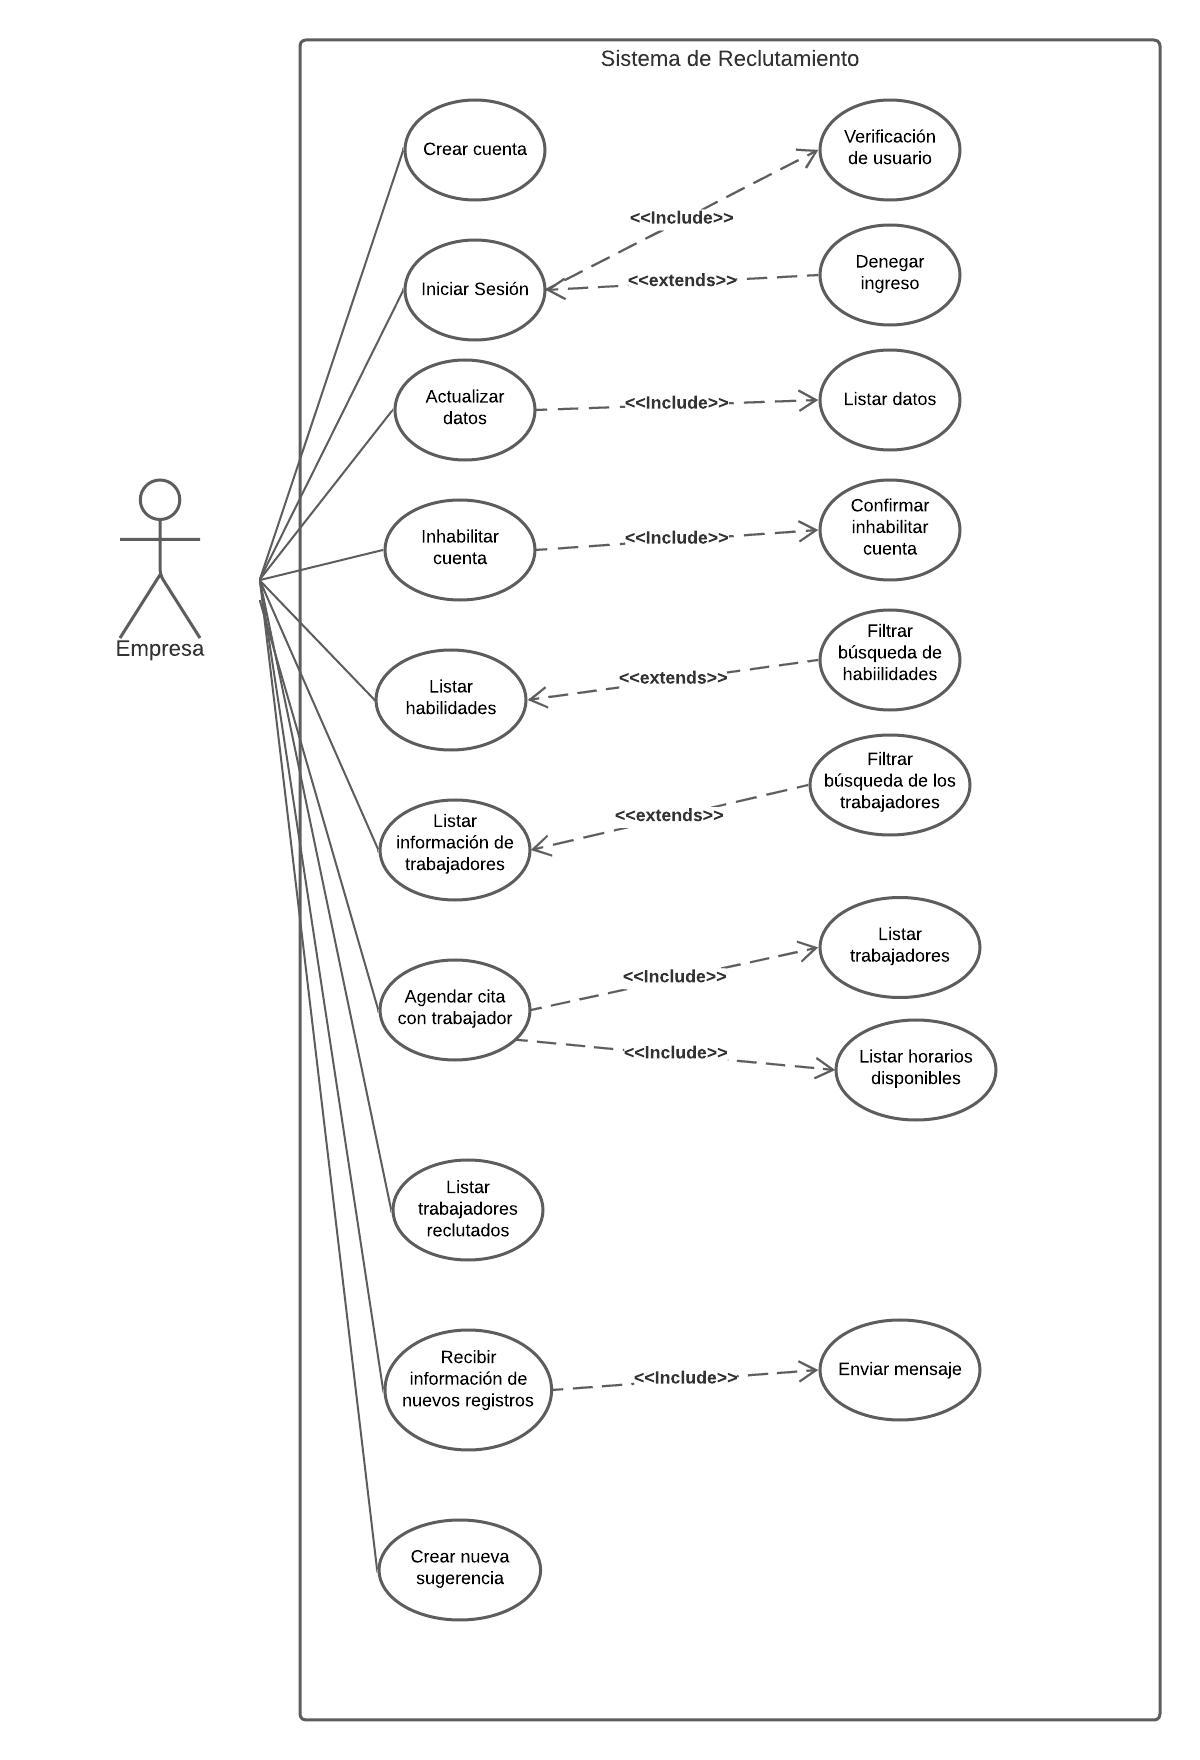 Sistema de Reclutamiento
Crear cuenta
Verificación
de usuario
<<Include>>
Iniciar Sesión
<<extends>>
Denegar
ingreso
Actualizar
datos
<<Include>>
Listar datos
Inhabilitar
cuenta
<<Include>>
Confirmar
inhabilitar
cuenta
Empresa
Listar
habilidades
<<extends>>
Filtrar
búsqueda de
habiilidades
Listar
información de
trabajadores
<<extends>>
Filtrar
búsqueda de los
trabajadores
Agendar cita
con trabajador
<<Include>>
Listar
trabajadores
<<Include>>
Listar horarios
disponibles
Listar
trabajadores
reclutados
Recibir
información de
nuevos registros
<<Include>>
Enviar mensaje
Crear nueva
sugerencia